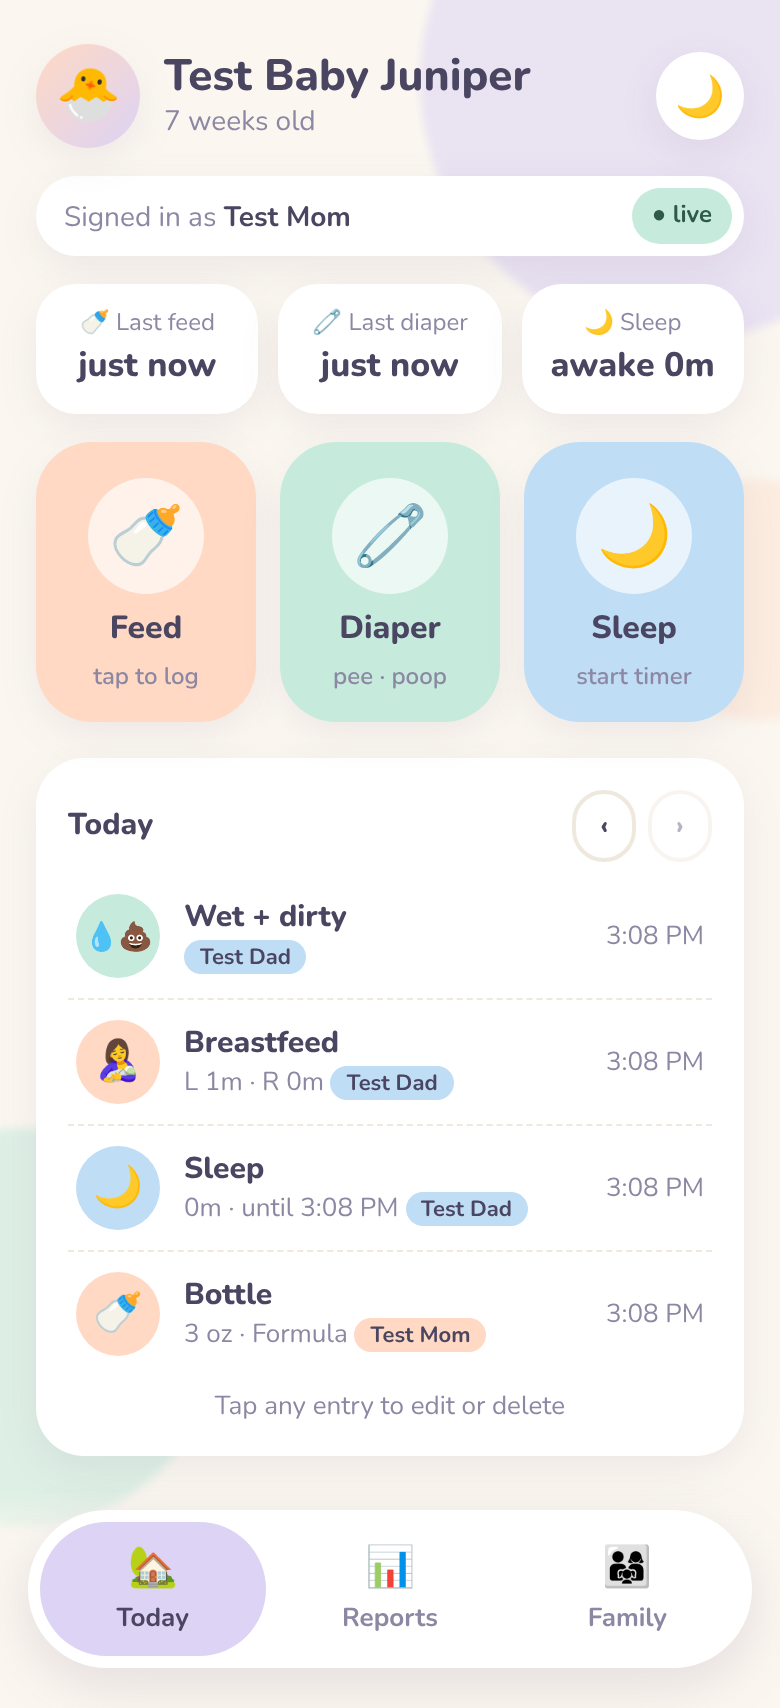 Test Baby Juniper
7 weeks old
Signed in as Test Mom
• live
Last feed
just now
Last diaper
just now
Sleep
awake 0m
Feed
tap to log
Diaper
pee · poop
Sleep
start timer
Today
‹ ›
Wet + dirty
Test Dad
3:08 PM
Breastfeed
L 1m · R 0m Test Dad
3:08 PM
Sleep
0m · until 3:08 PM Test Dad
3:08 PM
Bottle
3 oz · Formula Test Mom
3:08 PM
Tap any entry to edit or delete
Today
Reports
Family